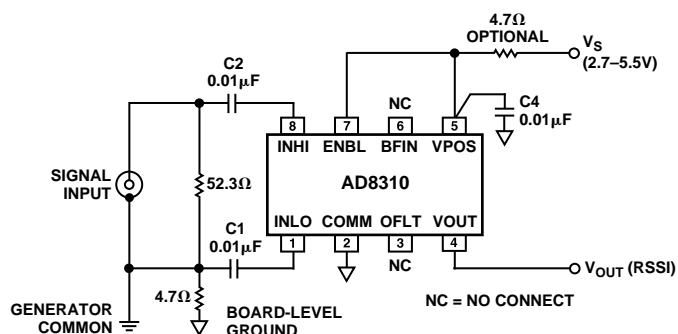 4.7Ω
OPTIONAL
VS
(2.7–5.5V)
C2
0.01µF
NC
C4
0.01µF
8
7
6
5
INHI
ENBL
BFIN
VPOS
SIGNAL
INPUT
52.3Ω
AD8310
C1
0.01µF
INLO
COMM
OFLT
VOUT
1
2
3
4
NC
VOUT (RSSI)
4.7Ω
GENERATOR
COMMON
BOARD-LEVEL
GROUND
NC = NO CONNECT